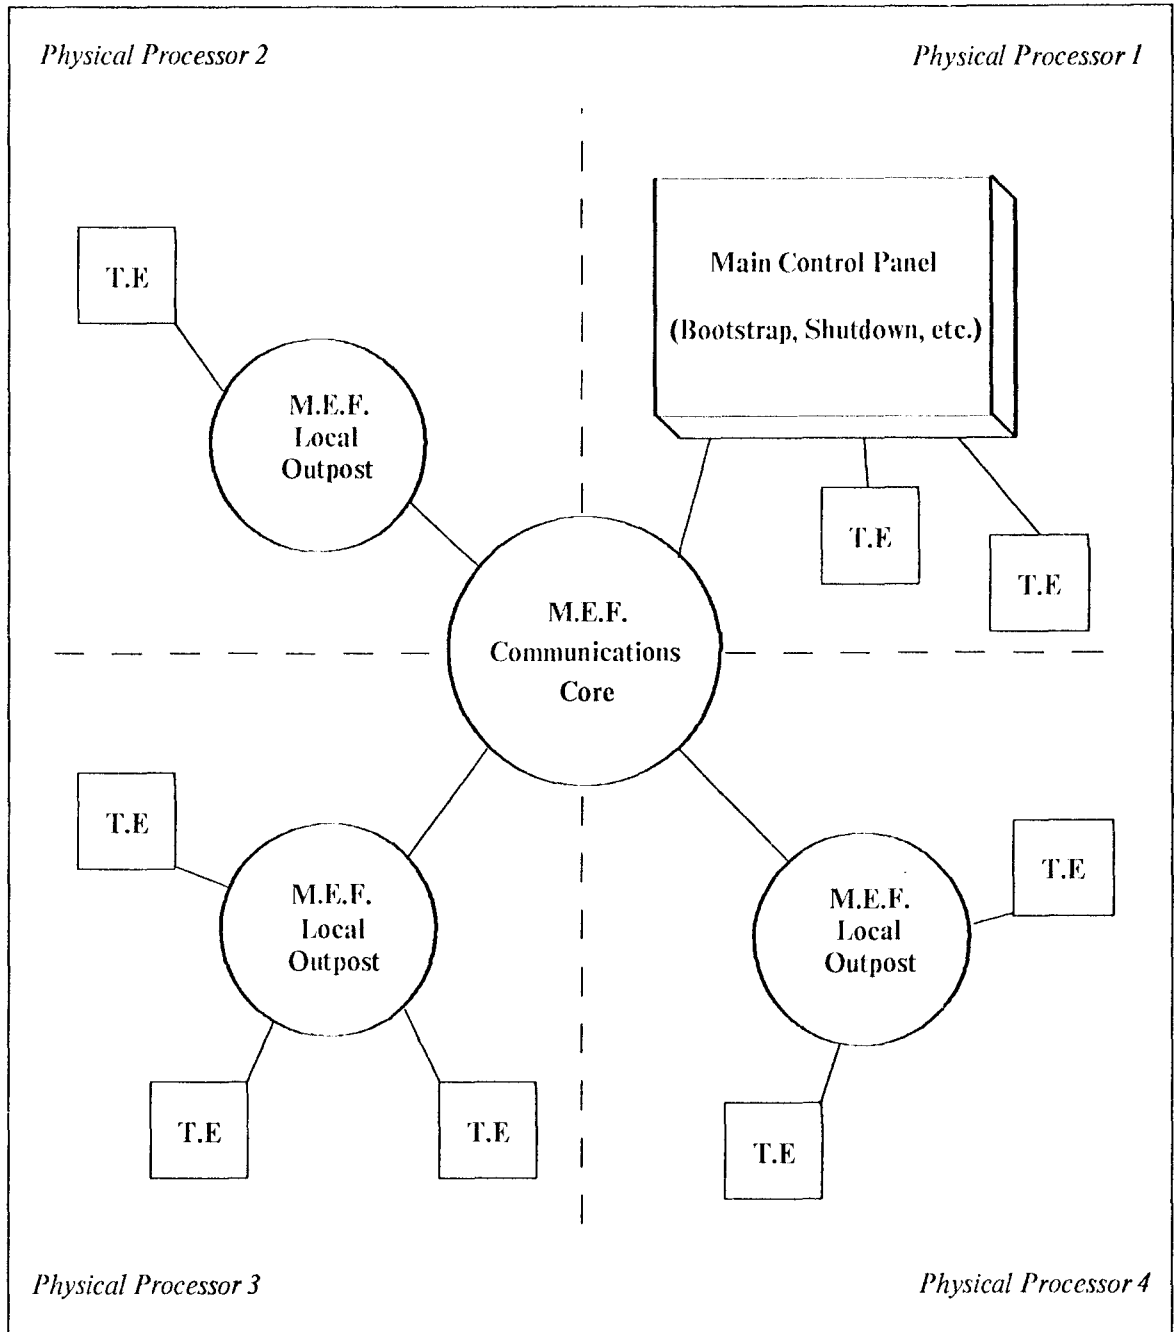 Physical Processor 2
Physical Processor 1
Main Control Panel
(Bootstrap, Shutdown, etc.)
T.E
M.E.F.
Local
Outpost
T.E
T.E
M.E.F.
Communications
Core
T.E
M.E.F.
Local
Outpost
T.E
T.E
M.E.F.
Local
Outpost
T.E
T.E
Physical Processor 3
T.E
Physical Processor 4